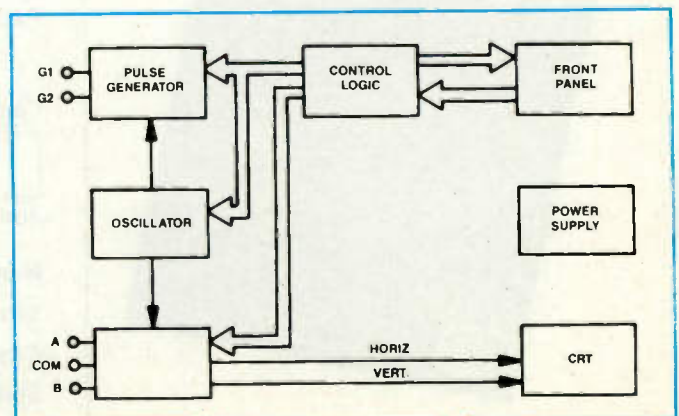 G1
G2
PULSE
GENERATOR
CONTROL
LOGIC
FRONT
PANEL
OSCILLATOR
POWER
SUPPLY
A
COM
B
HORIZ
VERT.
CRT